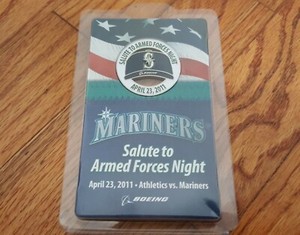 SALUTE TO ARMED FORCES NIGHT
S
APRIL 23, 2011
MARINERS
Salute to
Armed Forces Night
April 23, 2011 • Athletics vs. Mariners
BOEING